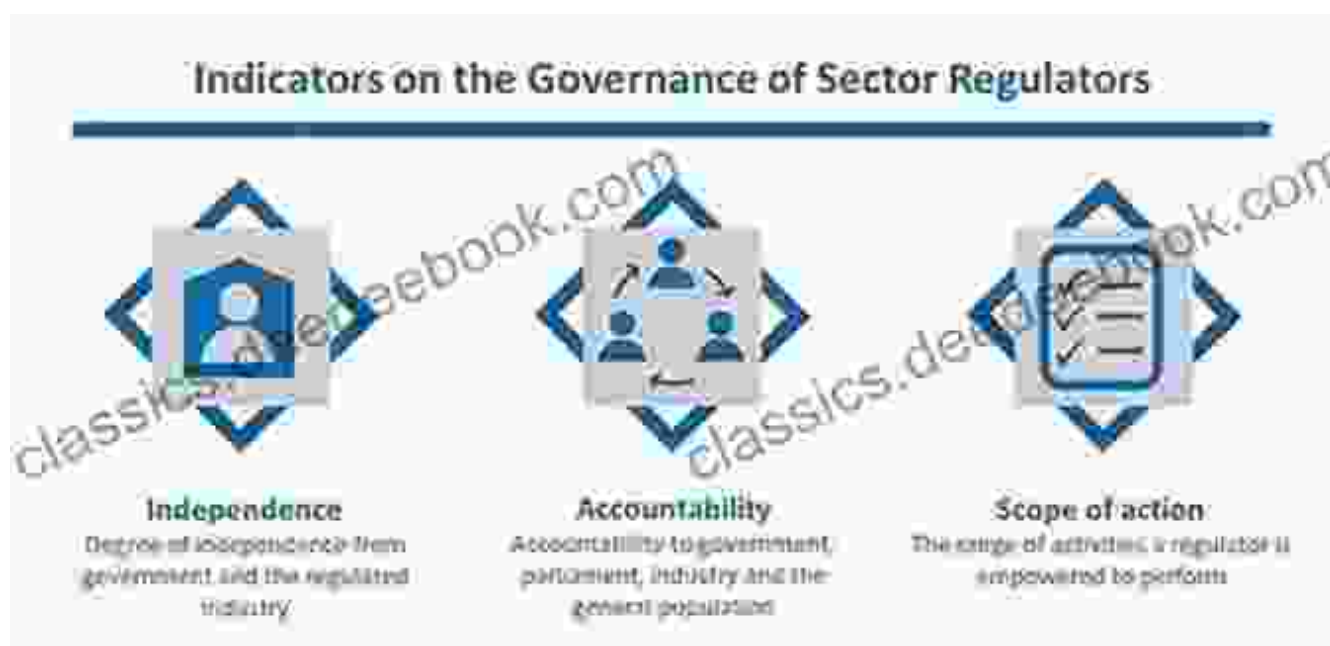 Indicators on the Governance of Sector Regulators
classics.deedeebook.com
classics.deedeebook.com
Independence
Degree of independence from
government and the regulated
industry
Accountability
Accountability to government,
parliament, industry and the
general population
Scope of action
The range of activities a regulator is
empowered to perform